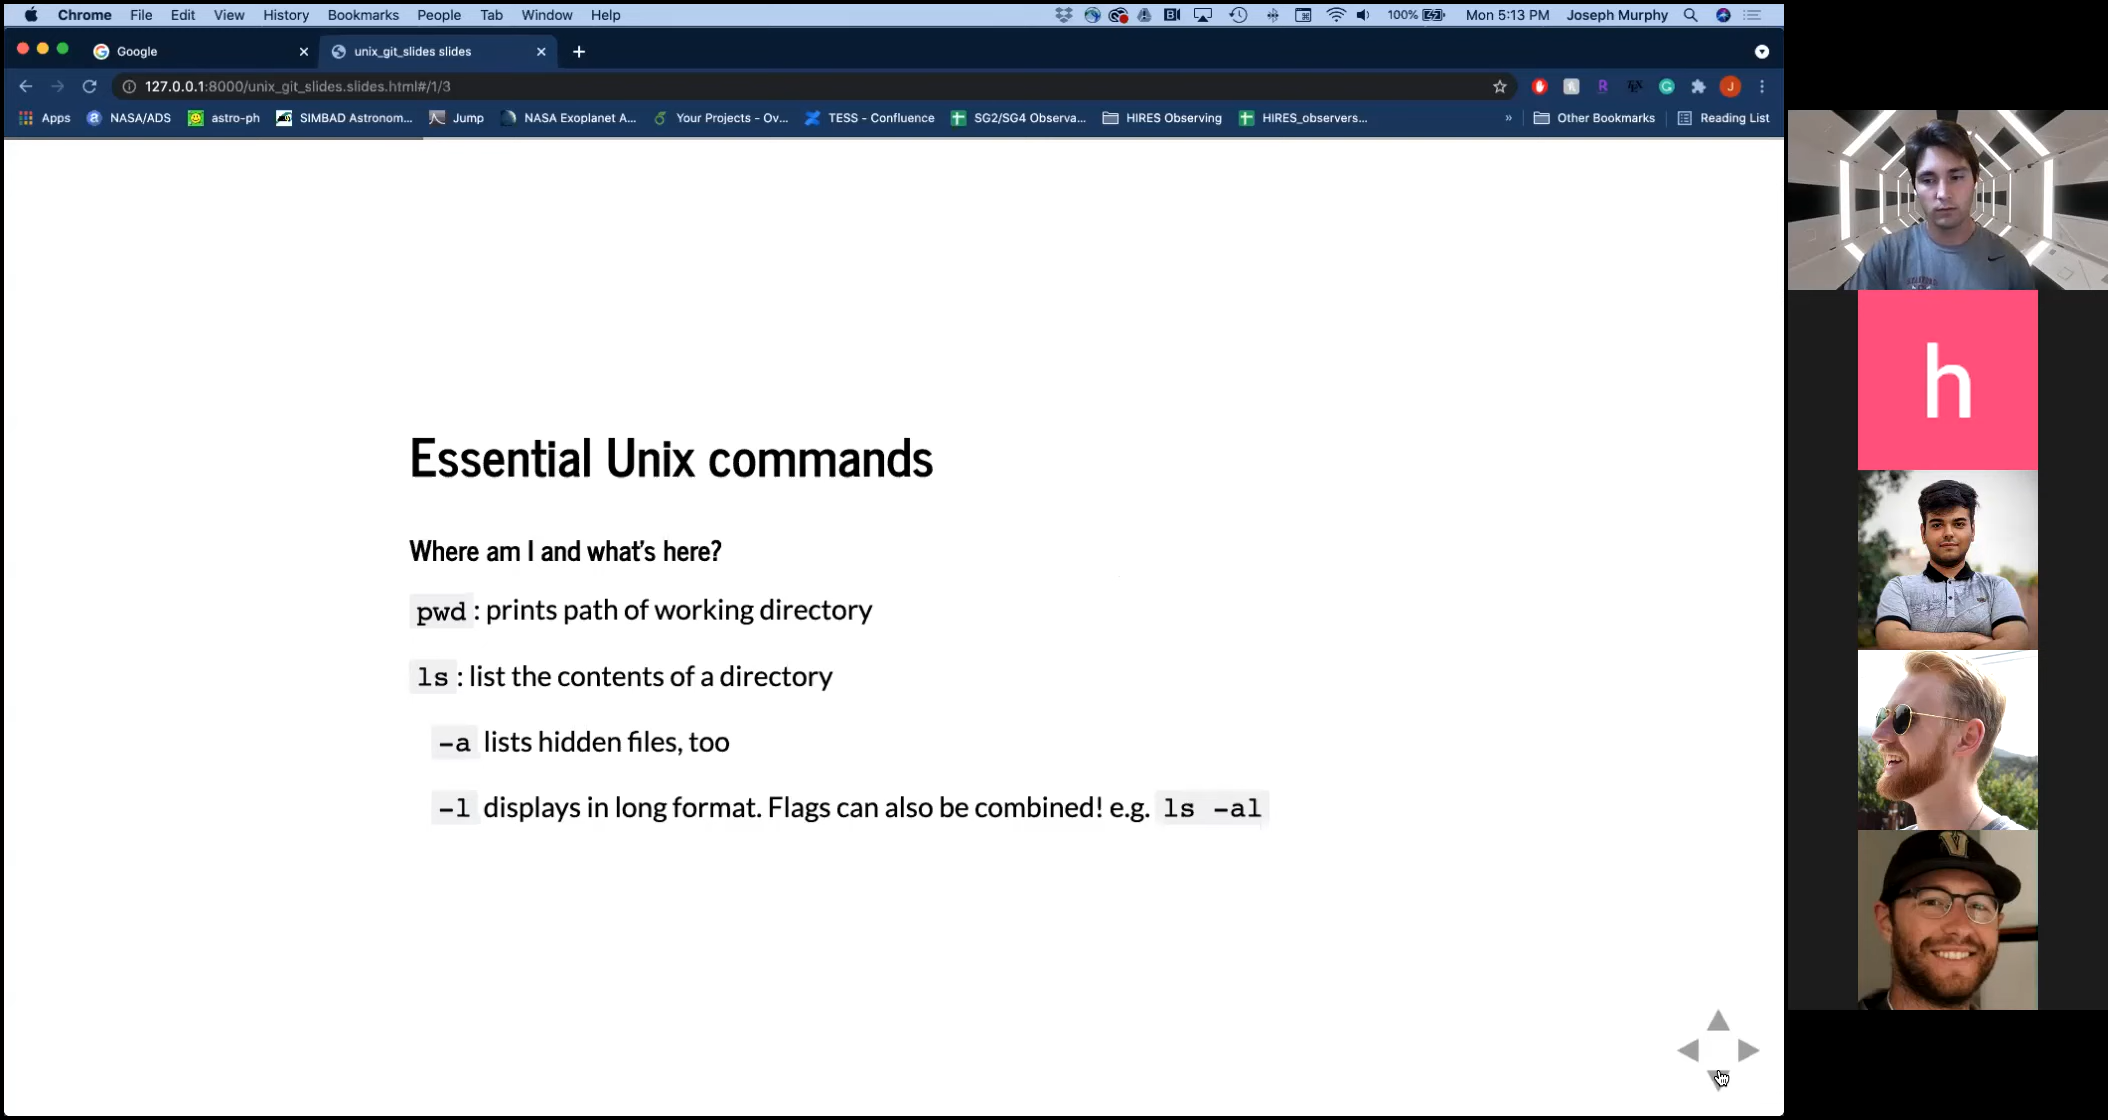 Chrome File Edit View History Bookmarks People Tab Window Help 100% Mon 5:13 PM Joseph Murphy
Google unix_git_slides slides
127.0.0.1:8000/unix_git_slides.slides.html#/1/3
Apps NASA/ADS astro-ph SIMBAD Astronom... Jump NASA Exoplanet A... Your Projects - Ov... TESS - Confluence SG2/SG4 Observa... HIRES Observing HIRES_observers... » Other Bookmarks Reading List
Essential Unix commands
Where am I and what's here?
pwd: prints path of working directory
ls: list the contents of a directory
-a lists hidden files, too
-l displays in long format. Flags can also be combined! e.g. ls -al
h
V